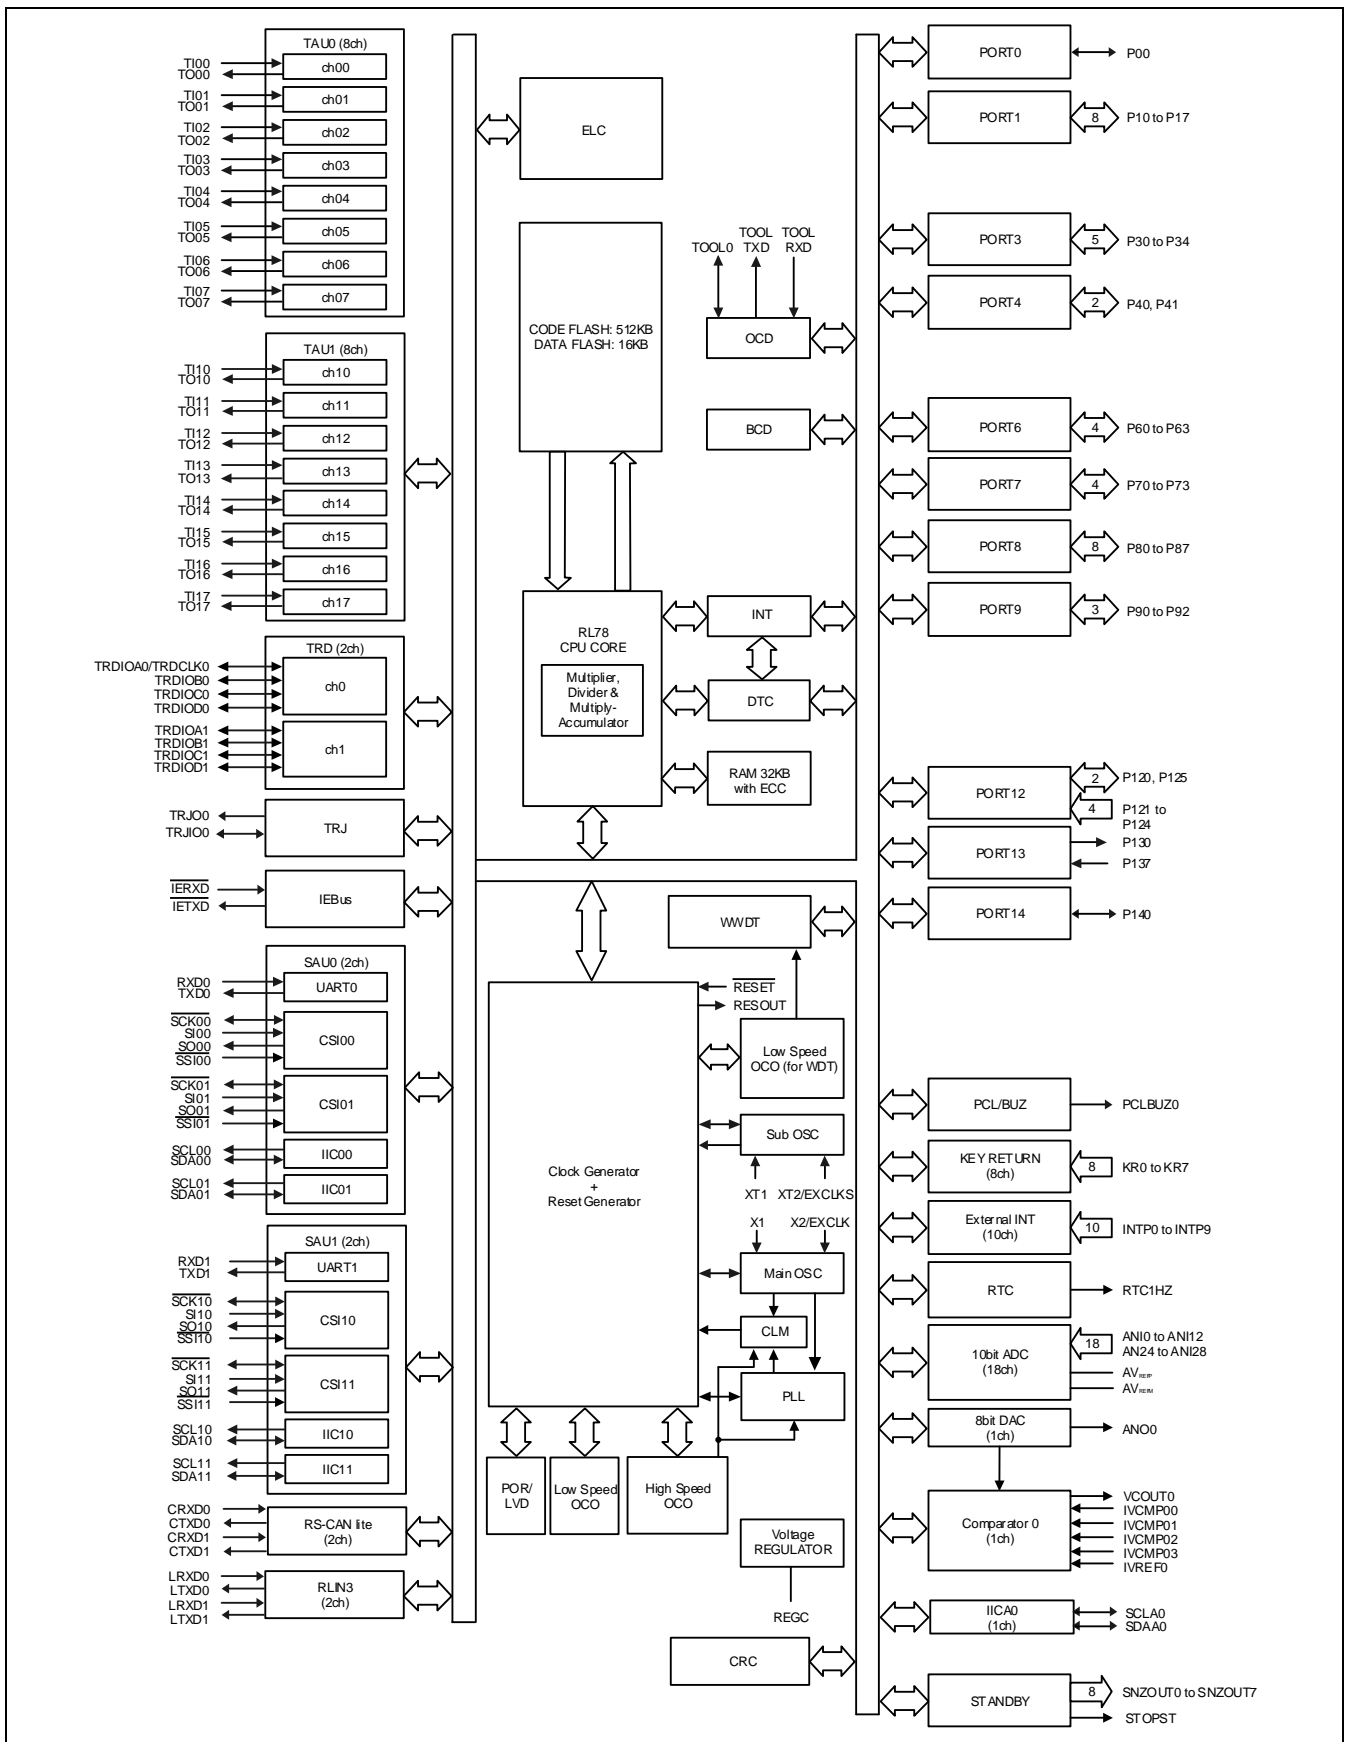 TAU0 (8ch)
TI00
TO00
ch00
TI01
TO01
ch01
TI02
TO02
ch02
TI03
TO03
ch03
TI04
TO04
ch04
TI05
TO05
ch05
TI06
TO06
ch06
TI07
TO07
ch07
TAU1 (8ch)
TI10
TO10
ch10
TI11
TO11
ch11
TI12
TO12
ch12
TI13
TO13
ch13
TI14
TO14
ch14
TI15
TO15
ch15
TI16
TO16
ch16
TI17
TO17
ch17
TRD (2ch)
TRDIOA0/TRDCLK0
TRDIOB0
TRDIOC0
TRDIOD0
ch0
TRDIOA1
TRDIOB1
TRDIOC1
TRDIOD1
ch1
TRJO0
TRJIO0
TRJ
IERXD
IETXD
IEBus
SAU0 (2ch)
RXD0
TXD0
UART0
SCK00
SI00
SO00
SSI00
CSI00
SCK01
SI01
SO01
SSI01
CSI01
SCL00
SDA00
IIC00
SCL01
SDA01
IIC01
SAU1 (2ch)
RXD1
TXD1
UART1
SCK10
SI10
SO10
SSI10
CSI10
SCK11
SI11
SO11
SSI11
CSI11
SCL10
SDA10
IIC10
SCL11
SDA11
IIC11
CRXD0
CTXD0
CRXD1
CTXD1
RS-CAN lite
(2ch)
LRXD0
LTXD0
LRXD1
LTXD1
RLIN3
(2ch)
ELC
CODE FLASH: 512KB
DATA FLASH: 16KB
TOOL0
TOOL
TXD
TOOL
RXD
OCD
BCD
RL78
CPU CORE
Multiplier,
Divider &
Multiply-
Accumulator
INT
DTC
RAM 32KB
with ECC
WWDT
RESET
RESOUT
Low Speed
OCO (for WDT)
Sub OSC
XT1
XT2/EXCLKS
X1
X2/EXCLK
Main OSC
CLM
PLL
Clock Generator
+
Reset Generator
POR/
LVD
Low Speed
OCO
High Speed
OCO
Voltage
REGULATOR
REGC
CRC
PORT0
P00
PORT1
8
P10 to P17
PORT3
5
P30 to P34
PORT4
2
P40, P41
PORT6
4
P60 to P63
PORT7
4
P70 to P73
PORT8
8
P80 to P87
PORT9
3
P90 to P92
PORT12
2
P120, P125
4
P121 to
P124
PORT13
P130
P137
PORT14
P140
PCL/BUZ
PCLBUZ0
KEY RETURN
(8ch)
8
KR0 to KR7
External INT
(10ch)
10
INTP0 to INTP9
RTC
RTC1HZ
10bit ADC
(18ch)
18
ANI0 to ANI12
AN24 to ANI28
AVREFP
AVREFM
8bit DAC
(1ch)
ANO0
Comparator 0
(1ch)
VCOUT0
IVCMP00
IVCMP01
IVCMP02
IVCMP03
IVREF0
IICA0
(1ch)
SCLA0
SDAA0
STANDBY
8
SNZOUT0 to SNZOUT7
STOPST